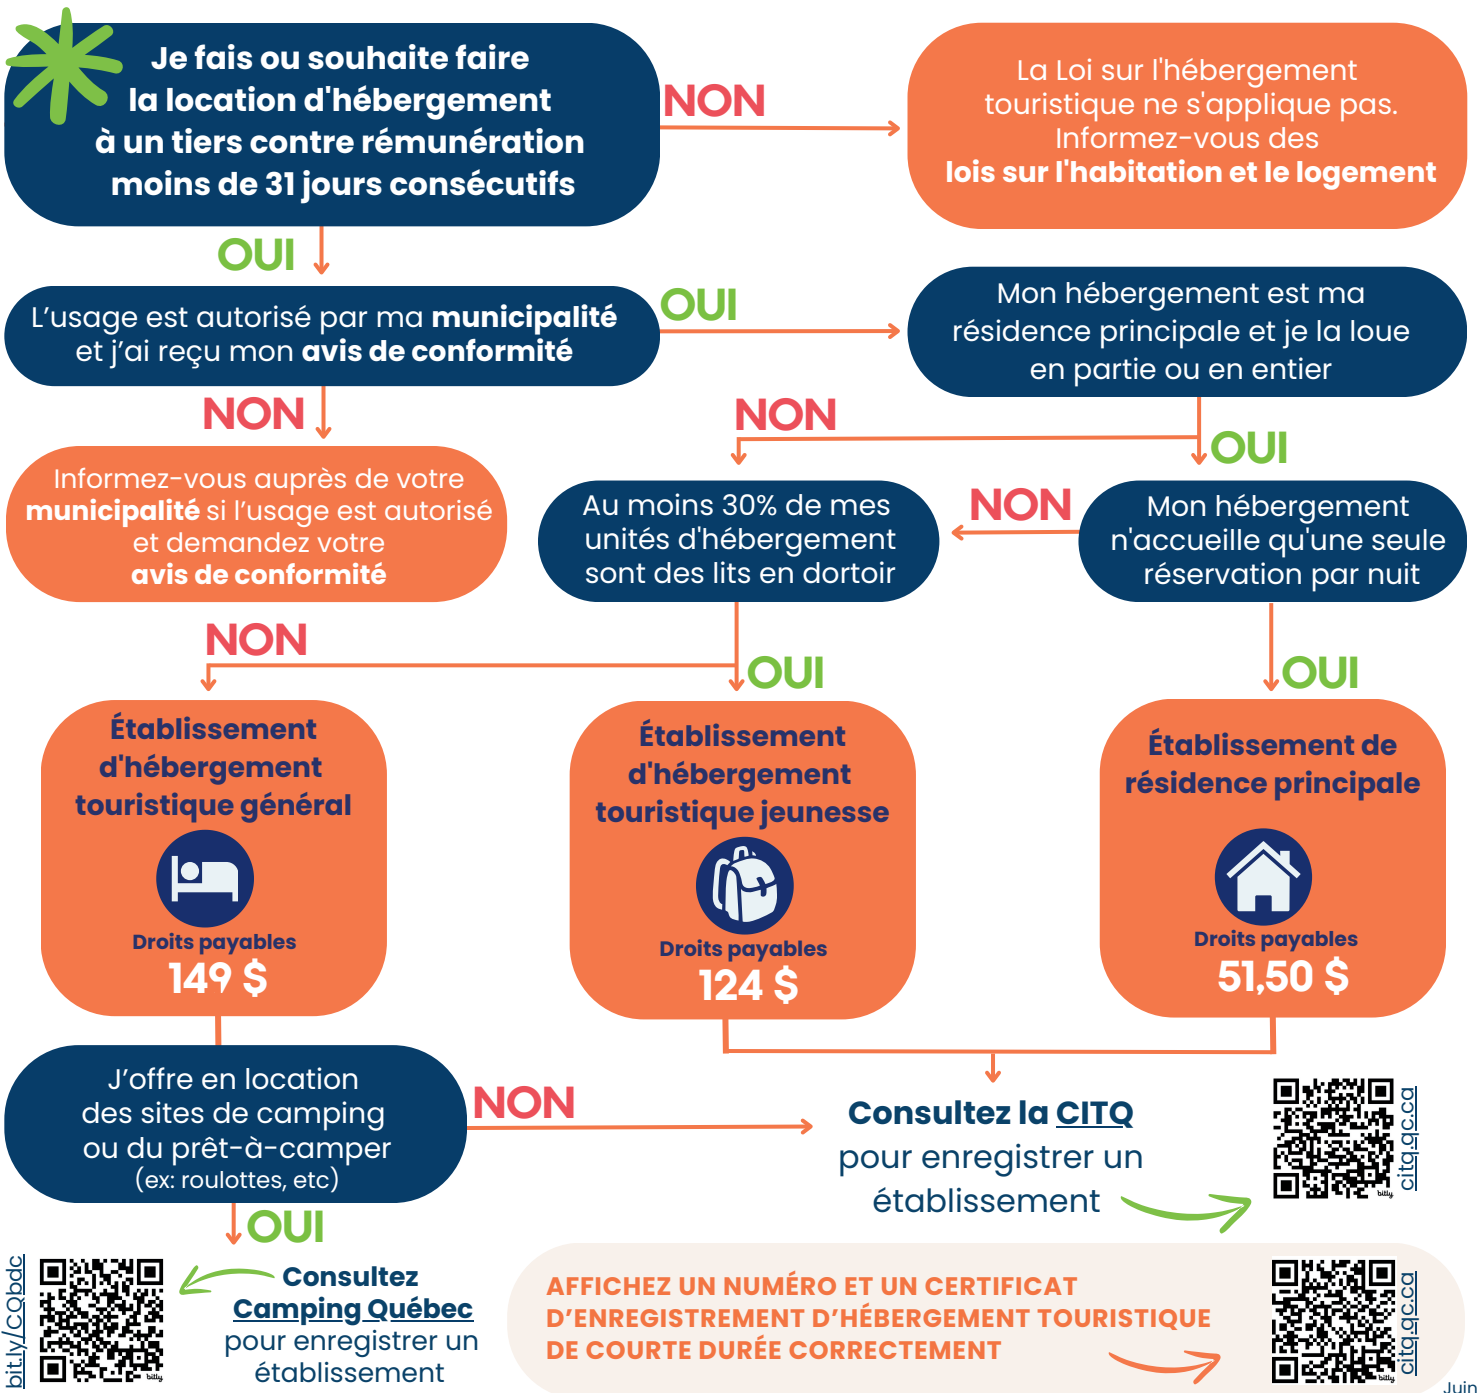 Je fais ou souhaite faire
la location d'hébergement
à un tiers contre rémunération
moins de 31 jours consécutifs
NON
La Loi sur l'hébergement
touristique ne s'applique pas.
Informez-vous des
lois sur l'habitation et le logement
OUI
L'usage est autorisé par ma municipalité
et j'ai reçu mon avis de conformité
OUI
Mon hébergement est ma
résidence principale et je la loue
en partie ou en entier
NON
Informez-vous auprès de votre
municipalité si l'usage est autorisé
et demandez votre
avis de conformité
NON
OUI
Au moins 30% de mes
unités d'hébergement
sont des lits en dortoir
NON
Mon hébergement
n'accueille qu'une seule
réservation par nuit
NON
OUI
OUI
Établissement
d'hébergement
touristique général
Droits payables
149 $
Établissement
d'hébergement
touristique jeunesse
Droits payables
124 $
Établissement de
résidence principale
Droits payables
51,50 $
J'offre en location
des sites de camping
ou du prêt-à-camper
(ex: roulottes, etc)
NON
Consultez la CITQ
pour enregistrer un
établissement
bitly
citq.qc.ca
OUI
bit.ly/CQbdc
bitly
Consultez
Camping Québec
pour enregistrer un
établissement
AFFICHEZ UN NUMÉRO ET UN CERTIFICAT
D'ENREGISTREMENT D'HÉBERGEMENT TOURISTIQUE
DE COURTE DURÉE CORRECTEMENT
bitly
citq.qc.ca
Juin